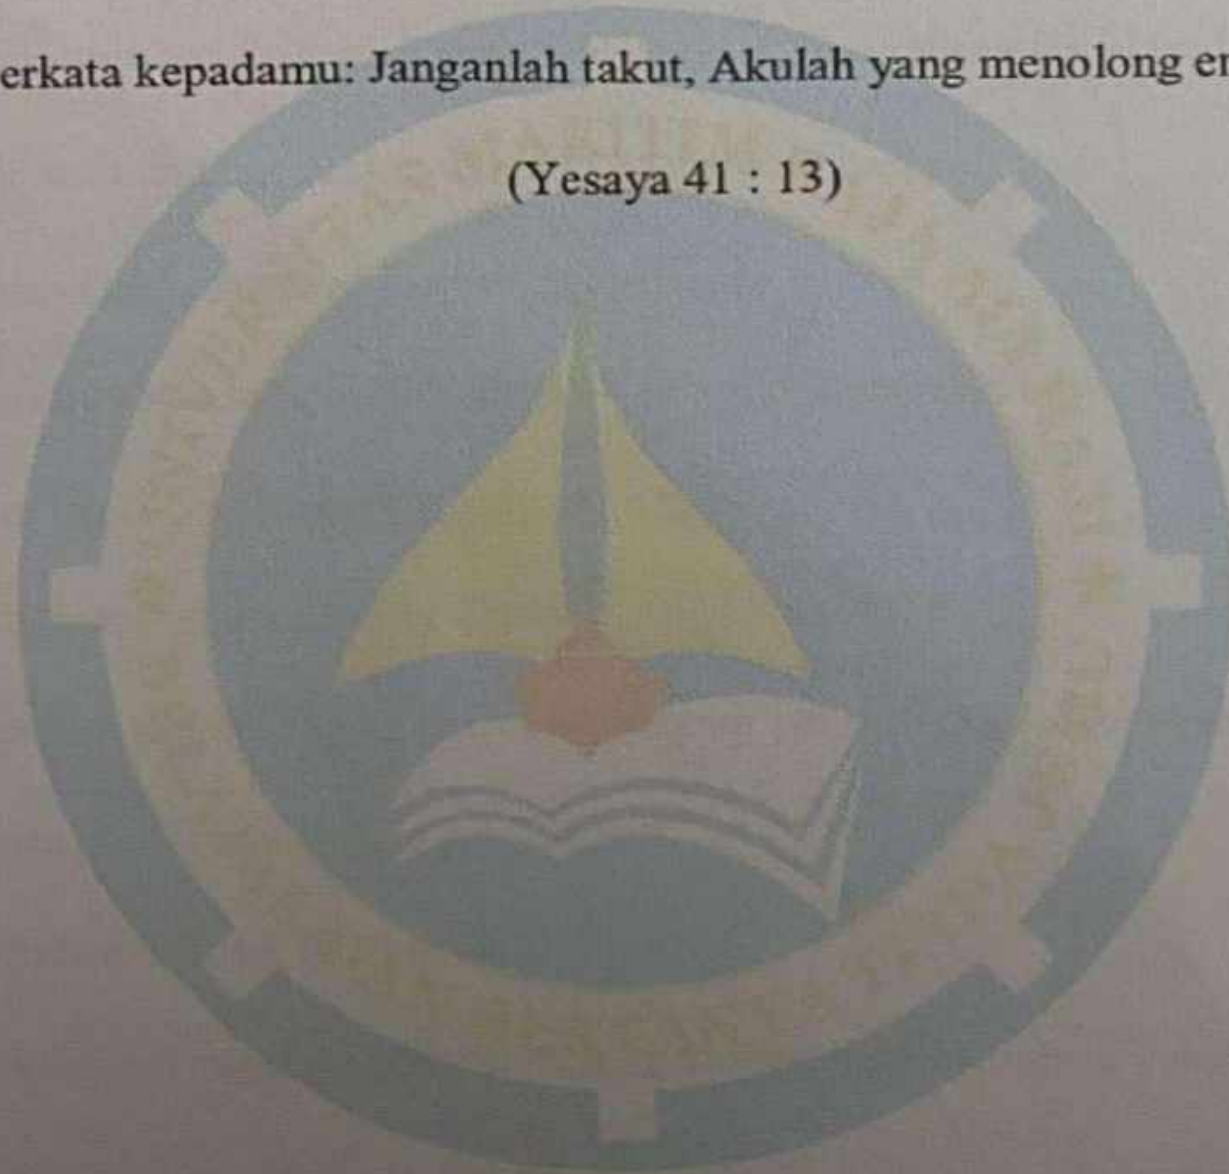 erkata kepadamu: Janganlah takut, Akulah yang menolong e
(Yesaya 41 : 13)